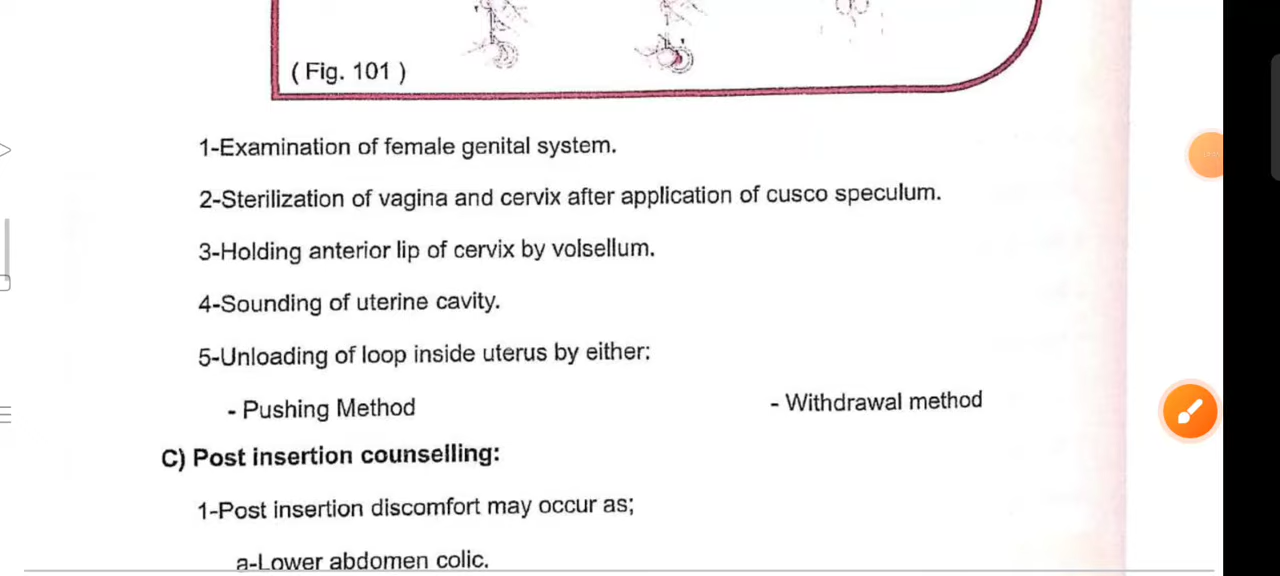 ( Fig. 101 )
1-Examination of female genital system.
2-Sterilization of vagina and cervix after application of cusco speculum.
3-Holding anterior lip of cervix by volsellum.
4-Sounding of uterine cavity.
5-Unloading of loop inside uterus by either:
- Pushing Method - Withdrawal method
C) Post insertion counselling:
1-Post insertion discomfort may occur as;
a-Lower abdomen colic.